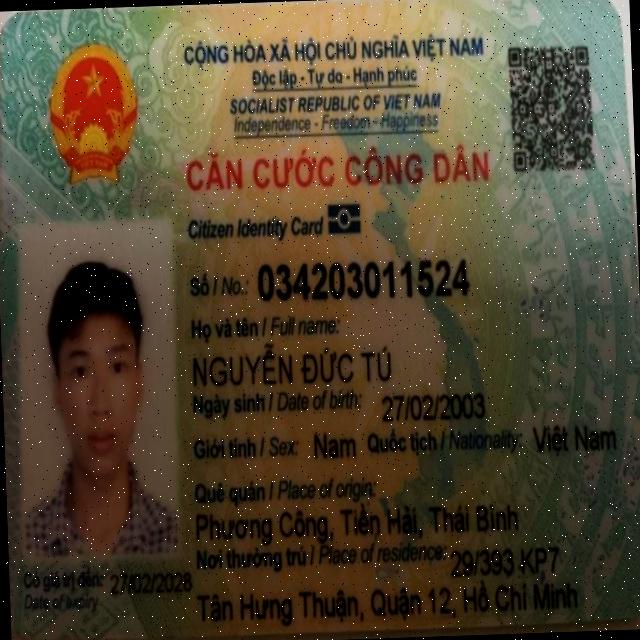 CỘNG HÒA XÃ HỘI CHỦ NGHĨA VIỆT NAM
Độc lập - Tự do - Hạnh phúc
SOCIALIST REPUBLIC OF VIET NAM
Independence - Freedom - Happiness
CĂN CƯỚC CÔNG DÂN
Citizen Identity Card
Số / No.: 034203011524
Họ và tên / Full name:
NGUYỄN ĐỨC TÚ
Ngày sinh / Date of birth: 27/02/2003
Giới tính / Sex: Nam Quốc tịch / Nationality: Việt Nam
Quê quán / Place of origin:
Phương Công, Tiền Hải, Thái Bình
Nơi thường trú / Place of residence: 29/393 KP7
Tân Hưng Thuận, Quận 12, Hồ Chí Minh
Có giá trị đến: 27/02/2028
Date of expiry